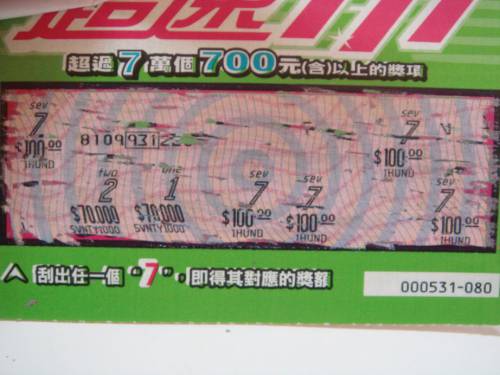 超過7萬個700元(含)以上的獎項
sev sev
7 7
$100.00 $100.00
1HUND 1HUND
8109931
two one sev sev sev
2 1 7 7 7
$70,000 $70,000 $100.00 $100.00 $100.00
SVNTY1000 SVNTY1000 1HUND 1HUND 1HUND
刮出任一個“7”，即得其對應的獎額
000531-080